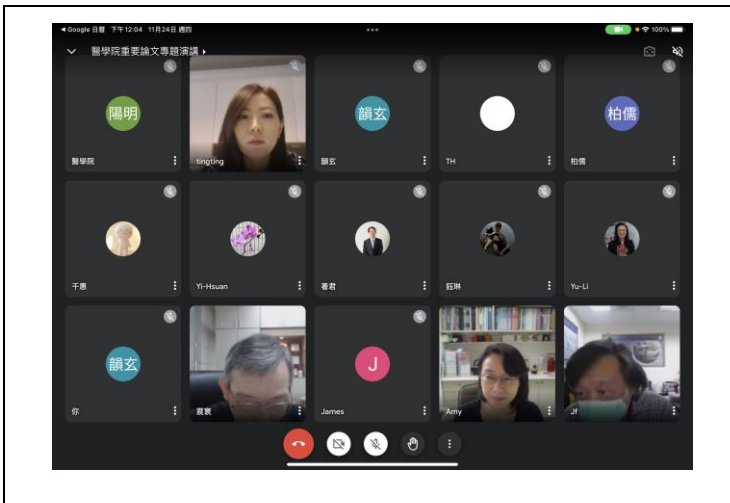 ◀ Google 日曆 下午12:04 11月24日 週四
100%
醫學院重要論文專題演講
陽明
醫學院
tingting
韻玄
韻玄
TH
柏儒
柏儒
千惠
Yi-Hsuan
著君
鈺琳
Yu-Li
韻玄
你
震寰
J
James
Amy
Jf